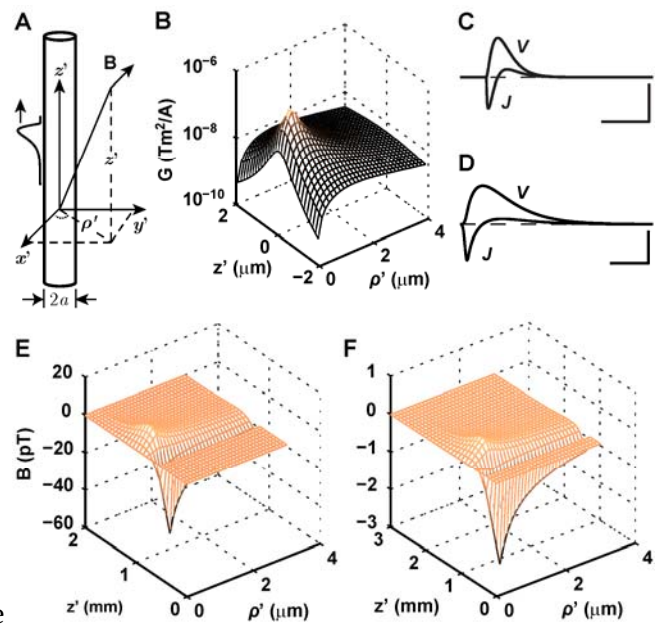 A
B
z'
z'
ρ'
y'
x'
2a
B
10⁻⁶
10⁻⁸
10⁻¹⁰
G (Tm²/A)
2
0
−2
z' (μm)
0
2
4
ρ' (μm)
C
V
J
D
V
J
E
20
0
−20
−40
−60
B (pT)
2
1
0
z' (mm)
0
2
4
ρ' (μm)
F
1
0
−1
−2
−3
3
2
1
0
z' (mm)
0
2
4
ρ' (μm)
e